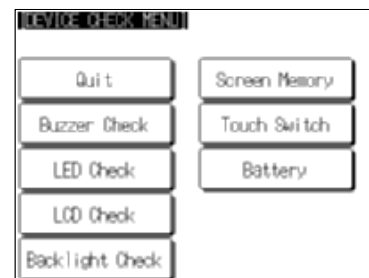 [DEVICE CHECK MENU]
Quit
Screen Memory
Buzzer Check
Touch Switch
LED Check
Battery
LCD Check
Backlight Check